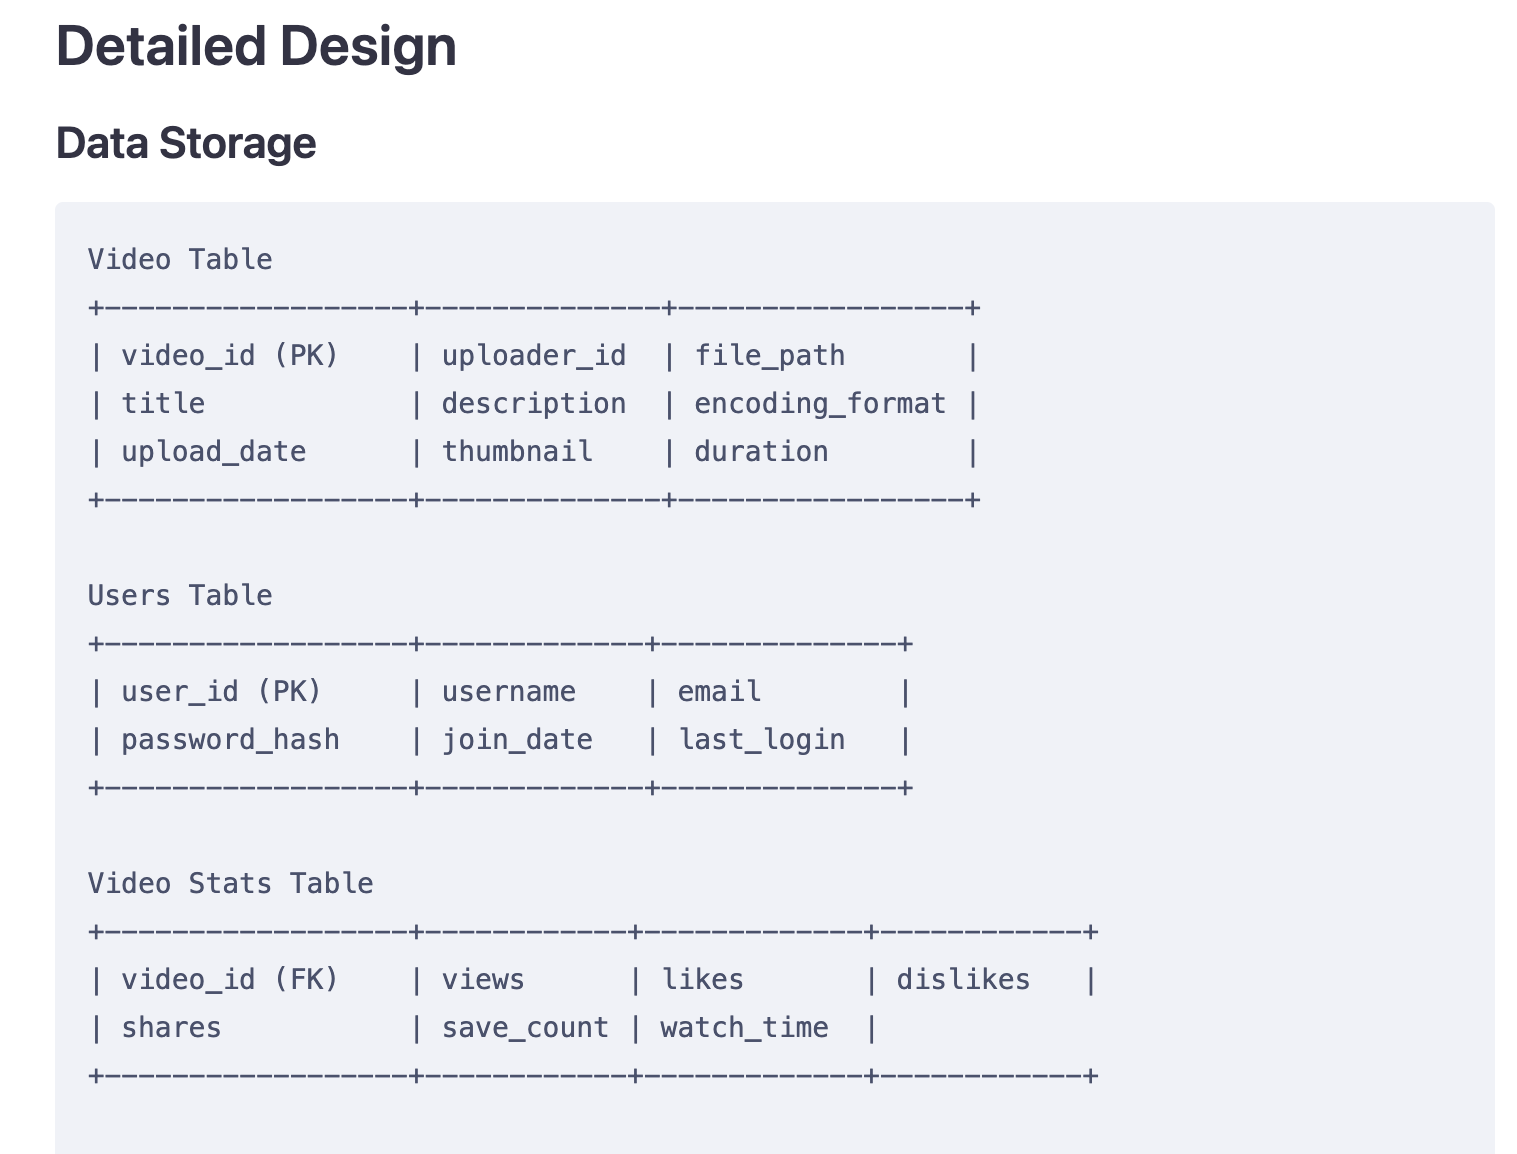 Detailed Design
Data Storage
Video Table
+------------------+--------------+-----------------+
| video_id (PK)    | uploader_id  | file_path       |
| title            | description  | encoding_format |
| upload_date      | thumbnail    | duration        |
+------------------+--------------+-----------------+
Users Table
+------------------+-------------+--------------+
| user_id (PK)     | username    | email        |
| password_hash    | join_date   | last_login   |
+------------------+-------------+--------------+
Video Stats Table
+------------------+------------+-------------+------------+
| video_id (FK)    | views      | likes       | dislikes   |
| shares           | save_count | watch_time  |
+------------------+------------+-------------+------------+